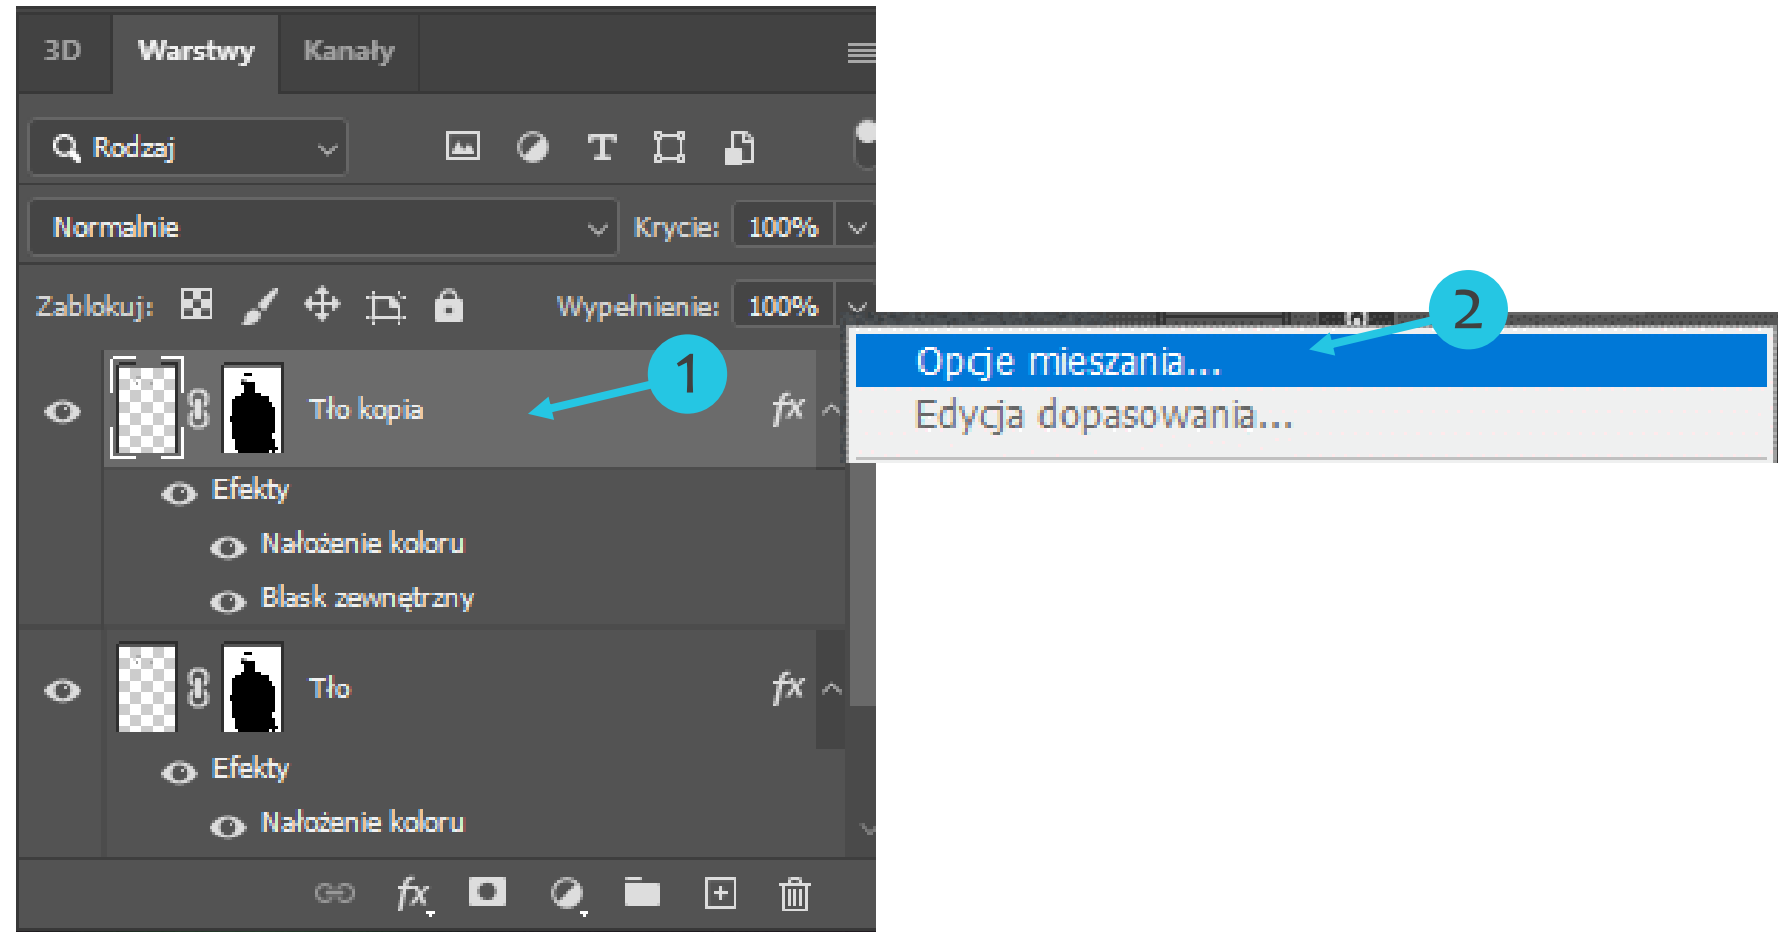 3D Warstwy Kanały
Rodzaj
Normalnie Krycie: 100%
Zablokuj: Wypełnienie: 100%
2
Opcje mieszania...
Edycja dopasowania...
1
Tło kopia fx
Efekty
Nałożenie koloru
Blask zewnętrzny
Tło fx
Efekty
Nałożenie koloru
fx